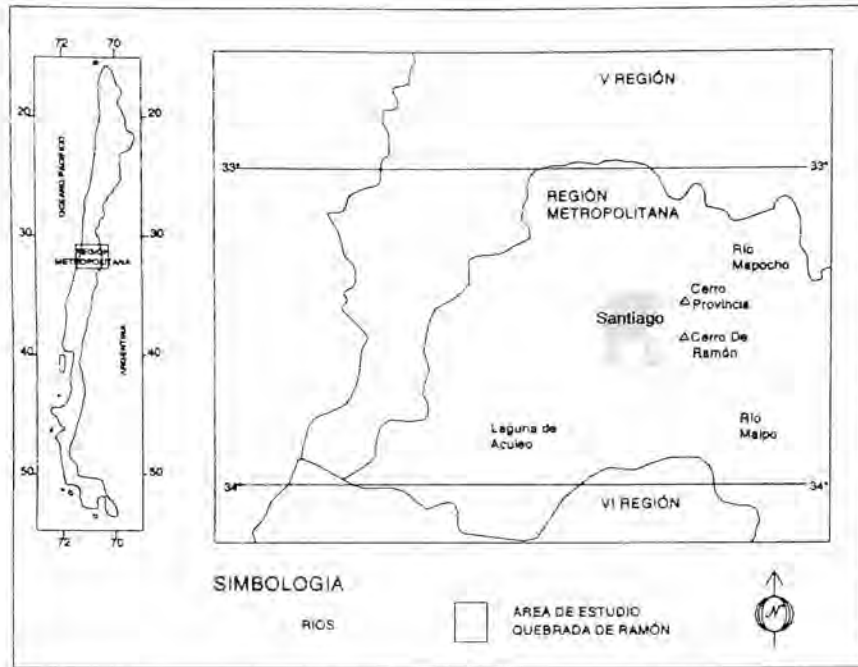 72 70
20 20
OCEANO PACIFICO
30 30
REGION
METROPOLITANA
ARGENTINA
40 40
50 50
72 70
V REGIÓN
33° 33°
REGIÓN
METROPOLITANA
Río
Mapocho
Cerro
Provincia
Santiago
Cerro De
Ramón
Laguna de
Aculeo
Río
Maipo
34° 34°
VI REGIÓN
SIMBOLOGIA
RIOS
AREA DE ESTUDIO
QUEBRADA DE RAMÓN
N